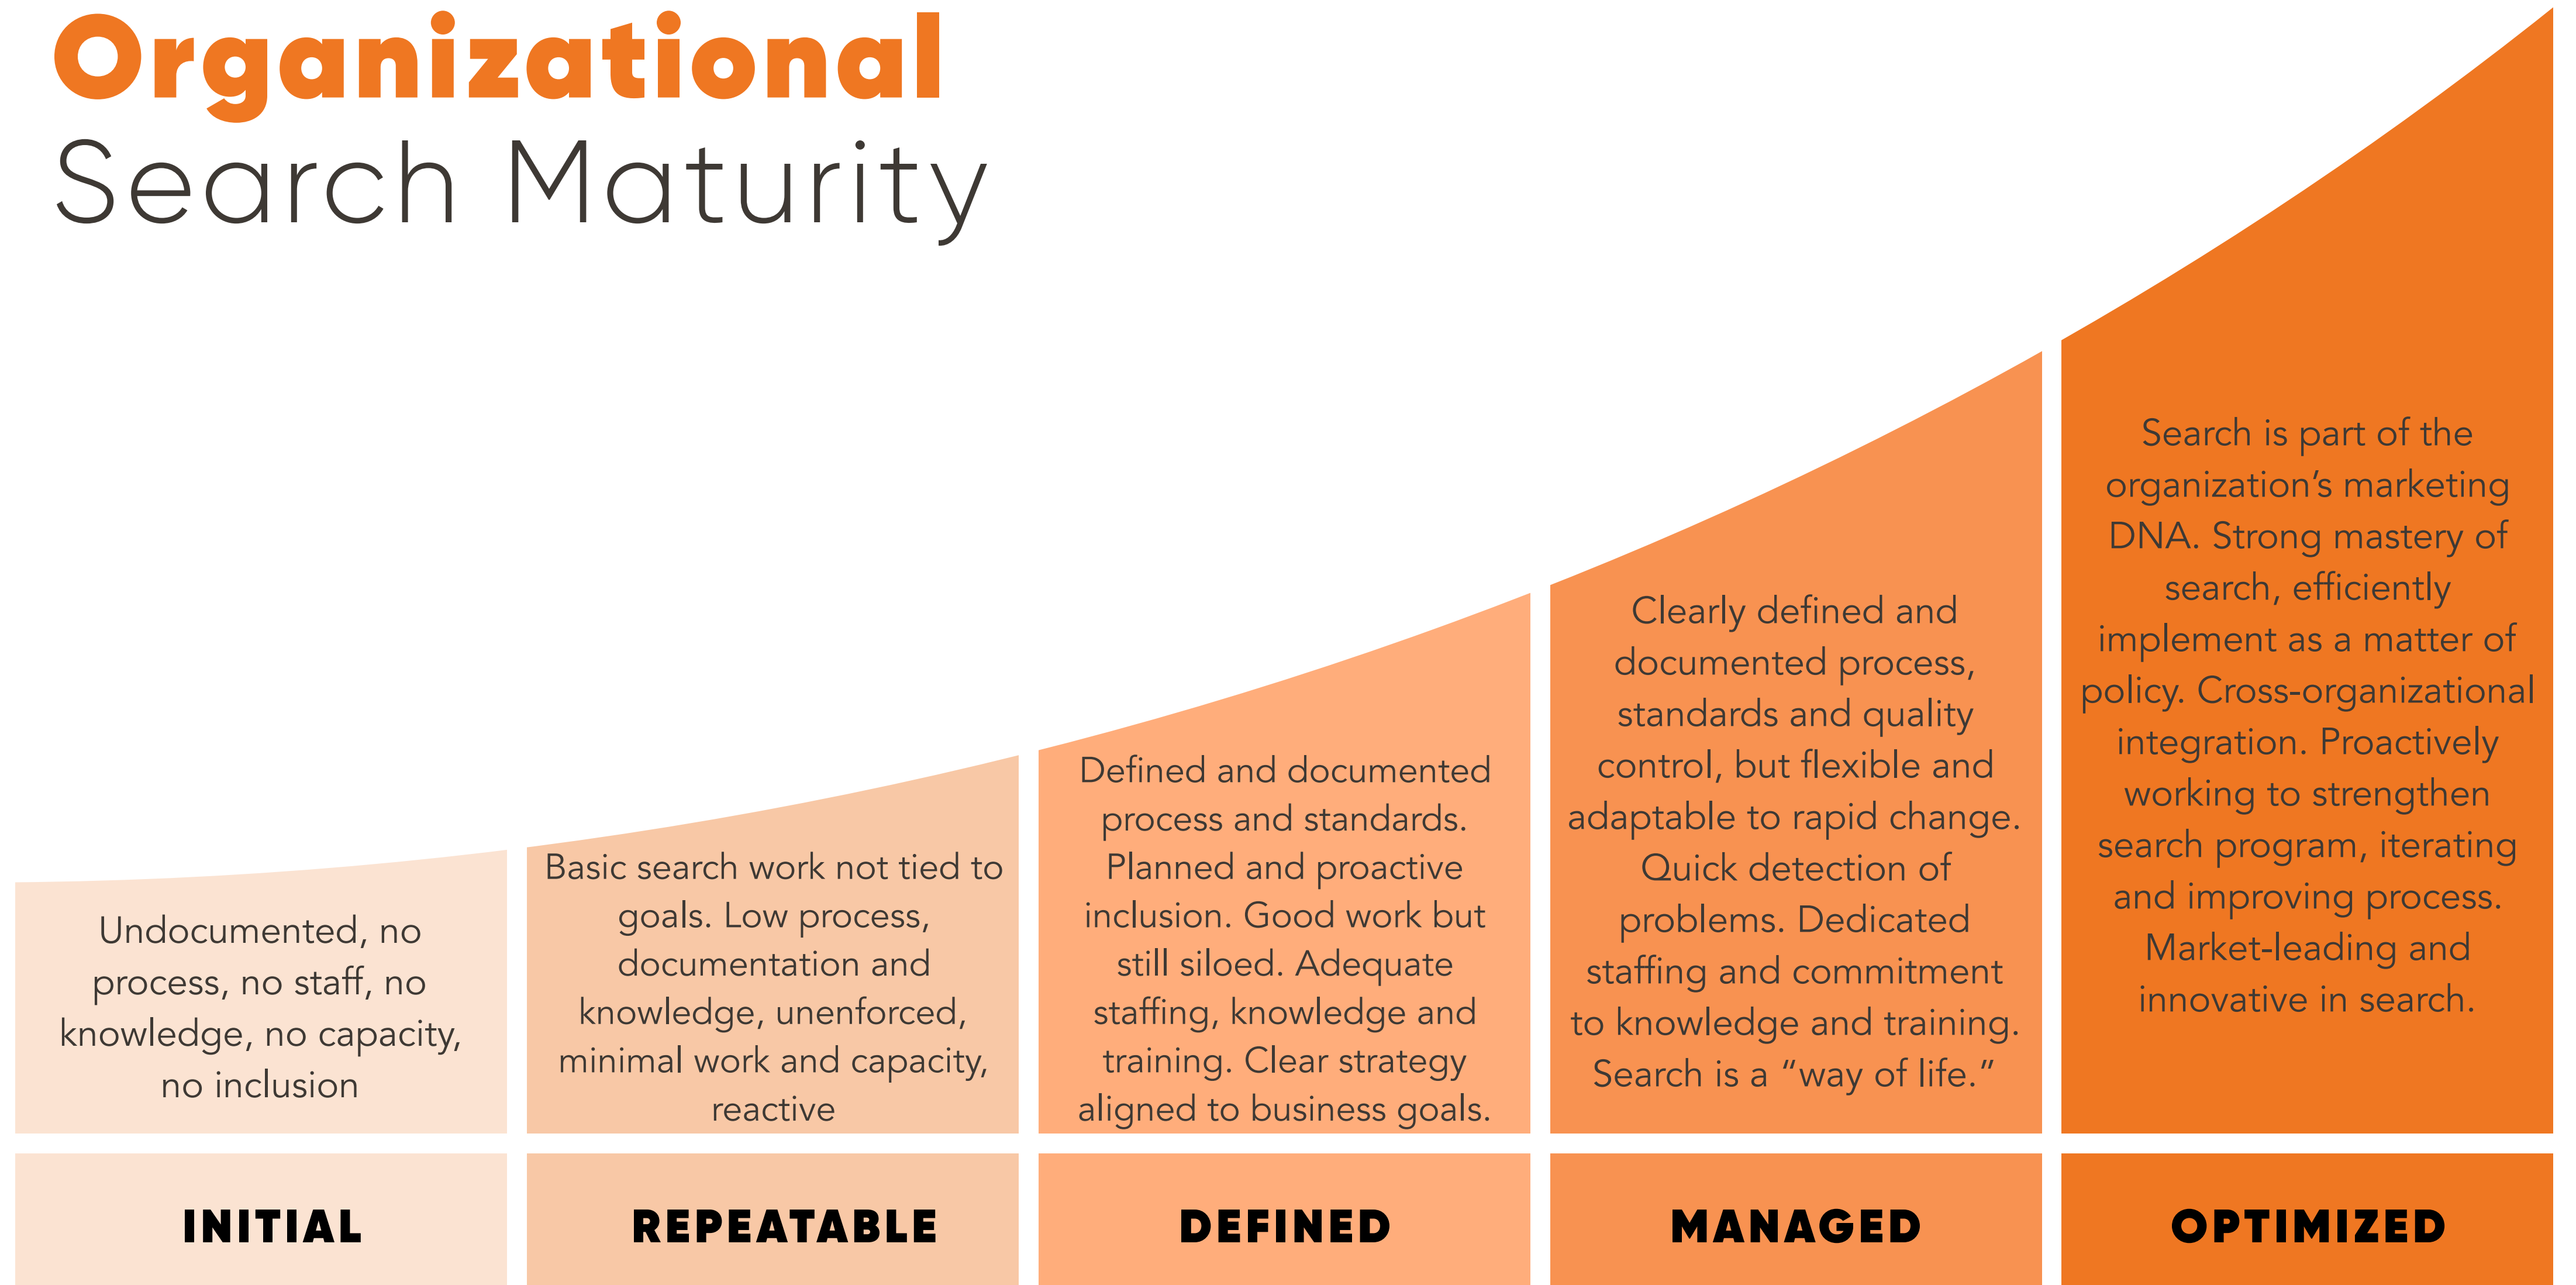 Organizational
Search Maturity
Undocumented, no
process, no staff, no
knowledge, no capacity,
no inclusion
INITIAL
Basic search work not tied to
goals. Low process,
documentation and
knowledge, unenforced,
minimal work and capacity,
reactive
REPEATABLE
Defined and documented
process and standards.
Planned and proactive
inclusion. Good work but
still siloed. Adequate
staffing, knowledge and
training. Clear strategy
aligned to business goals.
DEFINED
Clearly defined and
documented process,
standards and quality
control, but flexible and
adaptable to rapid change.
Quick detection of
problems. Dedicated
staffing and commitment
to knowledge and training.
Search is a “way of life.”
MANAGED
Search is part of the
organization’s marketing
DNA. Strong mastery of
search, efficiently
implement as a matter of
policy. Cross-organizational
integration. Proactively
working to strengthen
search program, iterating
and improving process.
Market-leading and
innovative in search.
OPTIMIZED